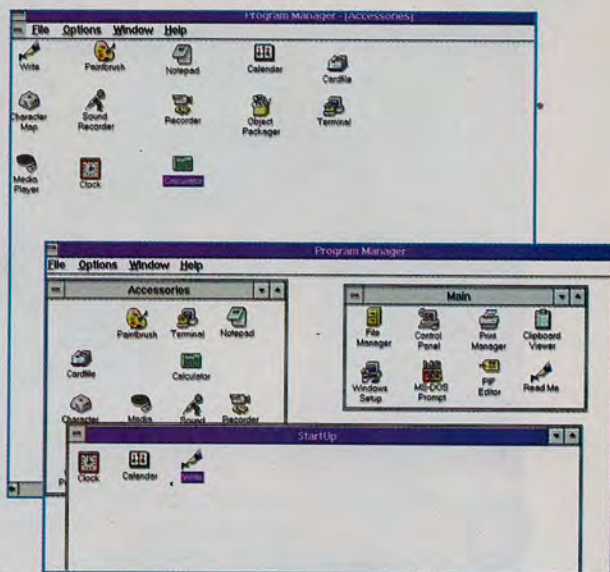 Program Manager - [Accessories]
File Options Window Help
Write Paintbrush Notepad Calendar Cardfile
Character Map Sound Recorder Recorder Object Packager Terminal
Media Player Clock Calculator
Program Manager
File Options Window Help
Accessories
Paintbrush Terminal Notepad
Cardfile Calculator
Character Media Sound Recorder
Main
File Manager Control Panel Print Manager Clipboard Viewer
Windows Setup MS-DOS Prompt PIF Editor Read Me
StartUp
Clock Calendar Write